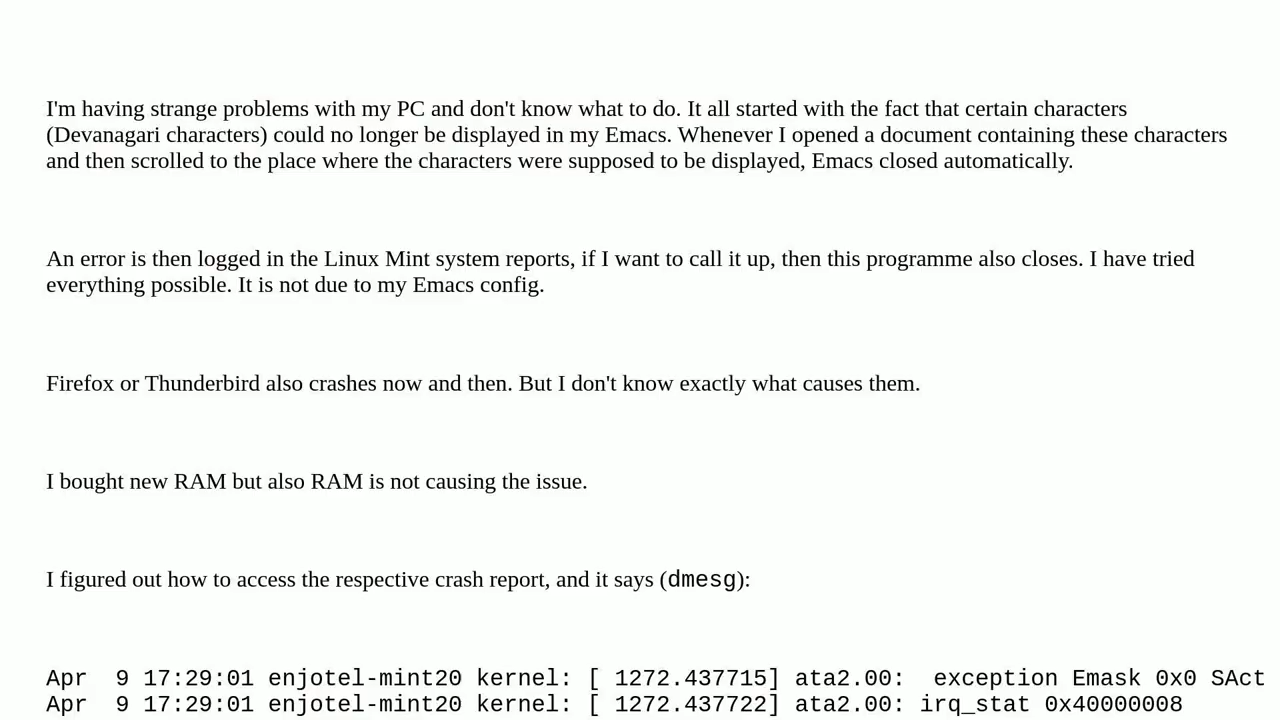 I'm having strange problems with my PC and don't know what to do. It all started with the fact that certain characters
(Devanagari characters) could no longer be displayed in my Emacs. Whenever I opened a document containing these characters
and then scrolled to the place where the characters were supposed to be displayed, Emacs closed automatically.
An error is then logged in the Linux Mint system reports, if I want to call it up, then this programme also closes. I have tried
everything possible. It is not due to my Emacs config.
Firefox or Thunderbird also crashes now and then. But I don't know exactly what causes them.
I bought new RAM but also RAM is not causing the issue.
I figured out how to access the respective crash report, and it says (dmesg):
Apr  9 17:29:01 enjotel-mint20 kernel: [ 1272.437715] ata2.00:  exception Emask 0x0 SAct
Apr  9 17:29:01 enjotel-mint20 kernel: [ 1272.437722] ata2.00: irq_stat 0x40000008